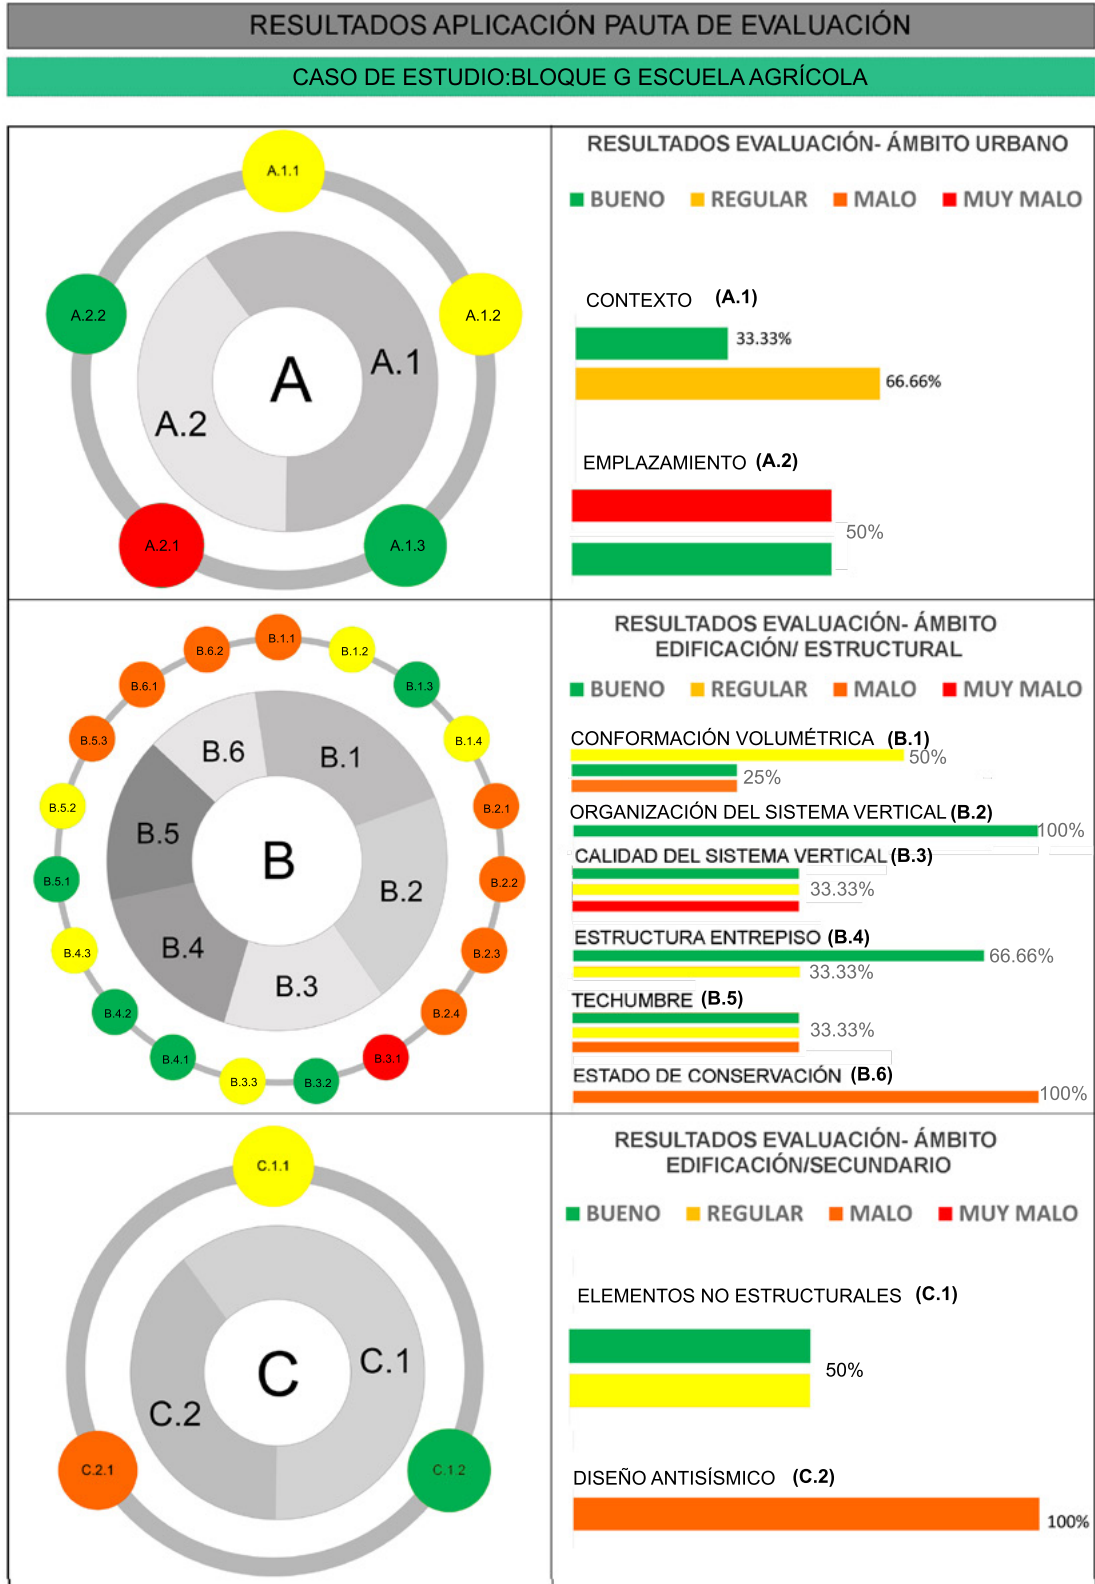 RESULTADOS APLICACIÓN PAUTA DE EVALUACIÓN
CASO DE ESTUDIO:BLOQUE G ESCUELA AGRÍCOLA
A.1.1
A.2.2
A.1.2
A.1
A
A.2
A.2.1
A.1.3
RESULTADOS EVALUACIÓN- ÁMBITO URBANO
BUENO REGULAR MALO MUY MALO
CONTEXTO (A.1)
33.33%
66.66%
EMPLAZAMIENTO (A.2)
50%
B.1.1
B.6.2
B.1.2
B.6.1
B.1.3
B.5.3
B.1.4
B.6
B.1
B.5.2
B.2.1
B.5
B
B.5.1
B.2.2
B.2
B.4
B.4.3
B.2.3
B.3
B.4.2
B.2.4
B.4.1
B.3.1
B.3.3
B.3.2
RESULTADOS EVALUACIÓN- ÁMBITO
EDIFICACIÓN/ ESTRUCTURAL
BUENO REGULAR MALO MUY MALO
CONFORMACIÓN VOLUMÉTRICA (B.1)
50%
25%
ORGANIZACIÓN DEL SISTEMA VERTICAL (B.2)
100%
CALIDAD DEL SISTEMA VERTICAL (B.3)
33.33%
ESTRUCTURA ENTREPISO (B.4)
66.66%
33.33%
TECHUMBRE (B.5)
33.33%
ESTADO DE CONSERVACIÓN (B.6)
100%
C.1.1
C.1
C
C.2
C.2.1
C.1.2
RESULTADOS EVALUACIÓN- ÁMBITO
EDIFICACIÓN/SECUNDARIO
BUENO REGULAR MALO MUY MALO
ELEMENTOS NO ESTRUCTURALES (C.1)
50%
DISEÑO ANTISÍSMICO (C.2)
100%